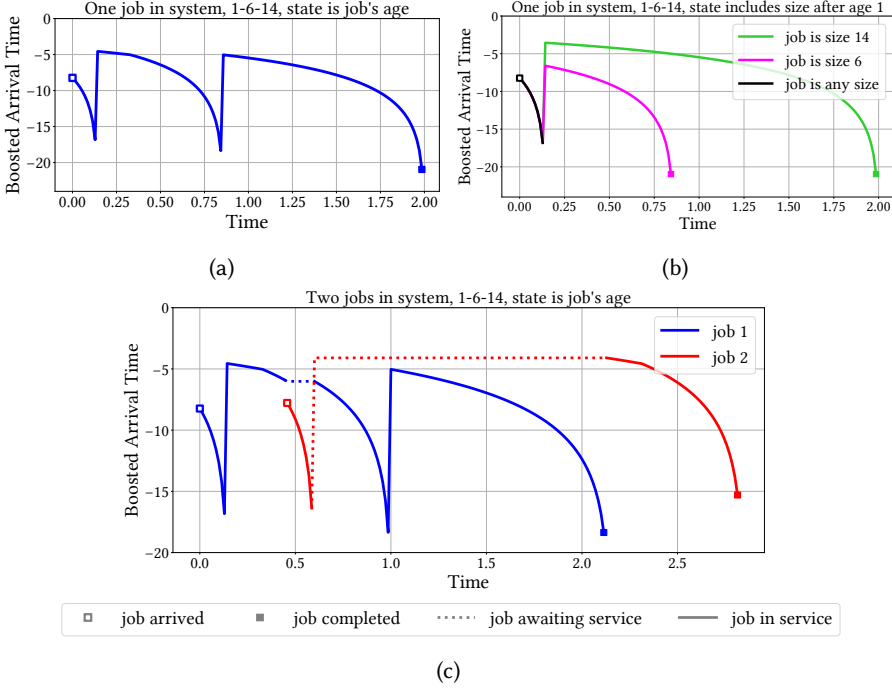 One job in system, 1-6-14, state is job's age
Boosted Arrival Time
0
−5
−10
−15
−20
0.00 0.25 0.50 0.75 1.00 1.25 1.50 1.75 2.00
Time
(a)
One job in system, 1-6-14, state includes size after age 1
Boosted Arrival Time
0
−5
−10
−15
−20
job is size 14
job is size 6
job is any size
0.00 0.25 0.50 0.75 1.00 1.25 1.50 1.75 2.00
Time
(b)
Two jobs in system, 1-6-14, state is job's age
Boosted Arrival Time
0
−5
−10
−15
−20
job 1
job 2
0.0 0.5 1.0 1.5 2.0 2.5
Time
job arrived job completed job awaiting service job in service
(c)